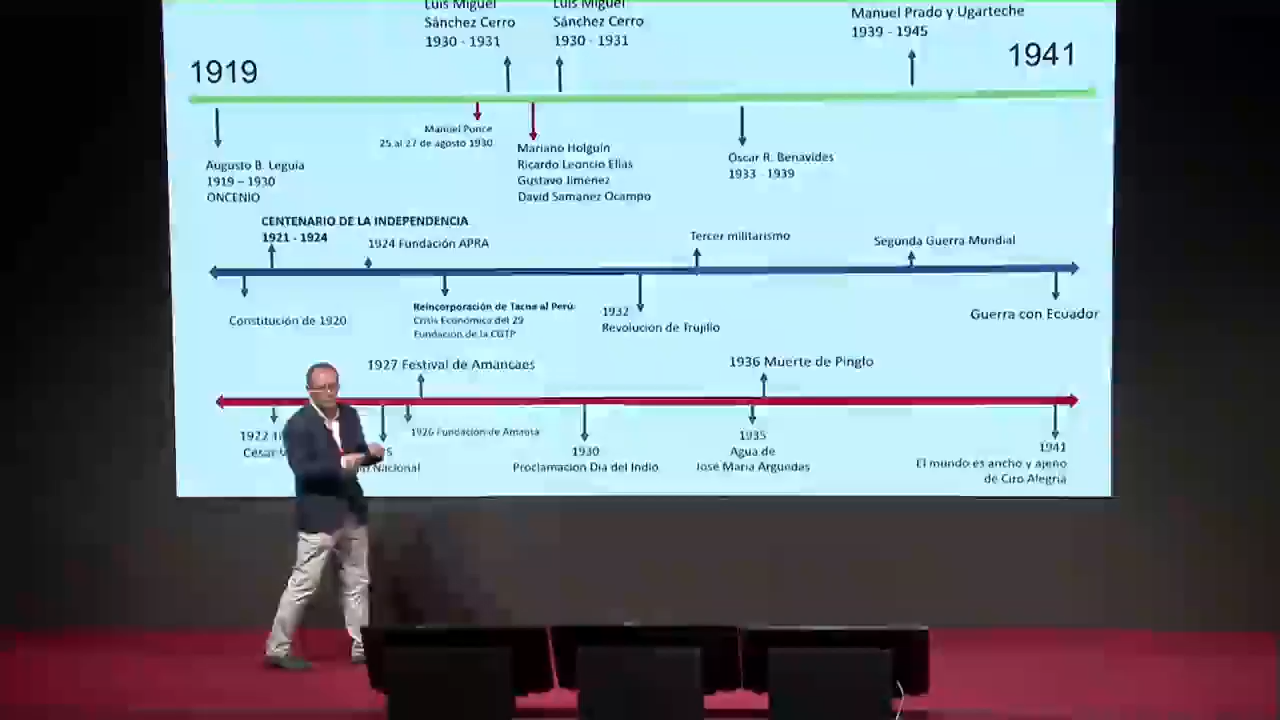 Luis Miguel
Sánchez Cerro
1930 - 1931
Luis Miguel
Sánchez Cerro
1930 - 1931
Manuel Prado y Ugarteche
1939 - 1945
1919
1941
Manuel Ponce
25 al 27 de agosto 1930
Mariano Holguín
Ricardo Leoncio Elías
Gustavo Jiménez
David Samanez Ocampo
Oscar R. Benavides
1933 - 1939
Augusto B. Leguía
1919 – 1930
ONCENIO
CENTENARIO DE LA INDEPENDENCIA
1921 - 1924
1924 Fundación APRA
Tercer militarismo
Segunda Guerra Mundial
Constitución de 1920
Reincorporación de Tacna al Perú
Crisis Económica del 29
Fundación de la CGTP
1932
Revolución de Trujillo
Guerra con Ecuador
1927 Festival de Amancaes
1936 Muerte de Pinglo
1922
César
Nacional
1926 Fundación de Amauta
1930
Proclamación Día del Indio
1935
Agua de
José María Arguedas
1941
El mundo es ancho y ajeno
de Ciro Alegría